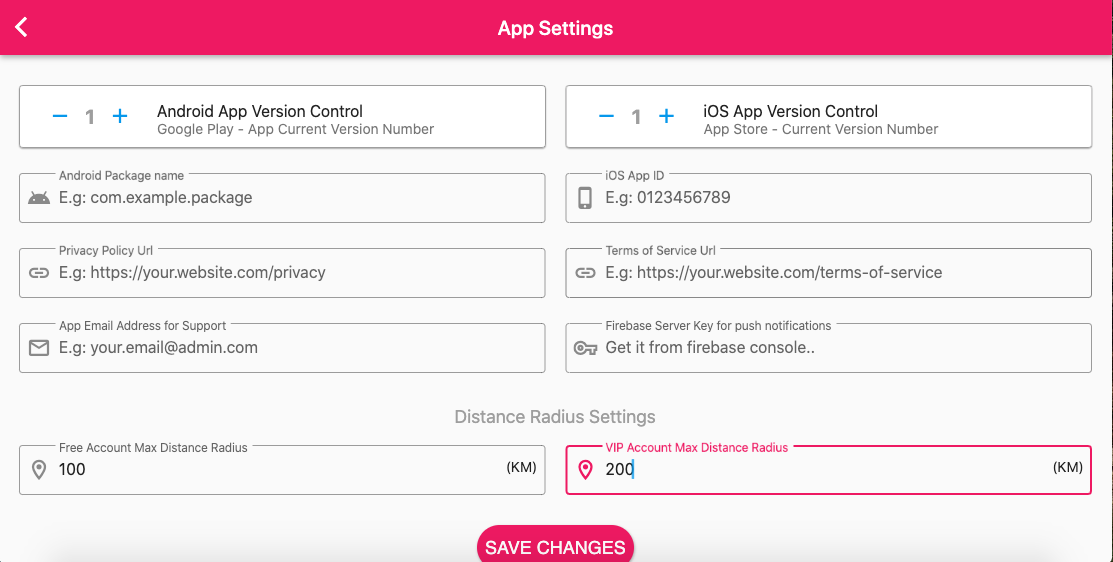 App Settings
− 1 + Android App Version Control
Google Play - App Current Version Number
− 1 + iOS App Version Control
App Store - Current Version Number
Android Package name
E.g: com.example.package
iOS App ID
E.g: 0123456789
Privacy Policy Url
E.g: https://your.website.com/privacy
Terms of Service Url
E.g: https://your.website.com/terms-of-service
App Email Address for Support
E.g: your.email@admin.com
Firebase Server Key for push notifications
Get it from firebase console..
Distance Radius Settings
Free Account Max Distance Radius
100 (KM)
VIP Account Max Distance Radius
200 (KM)
SAVE CHANGES